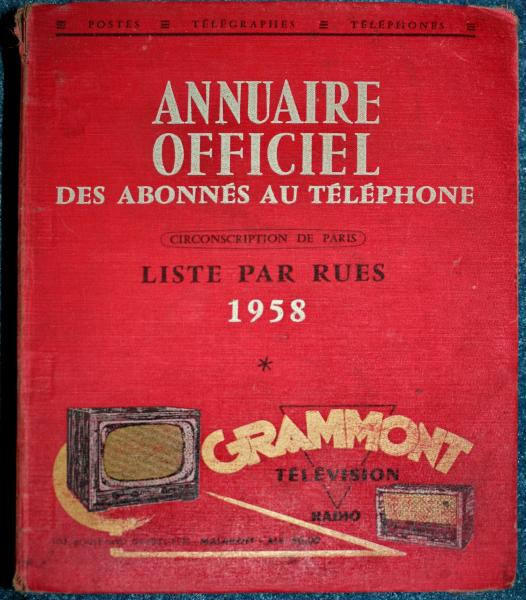 POSTES TÉLÉGRAPHES TÉLÉPHONES
ANNUAIRE
OFFICIEL
DES ABONNÉS AU TÉLÉPHONE
CIRCONSCRIPTION DE PARIS
LISTE PAR RUES
1958
*
GRAMMONT
TÉLÉVISION
RADIO